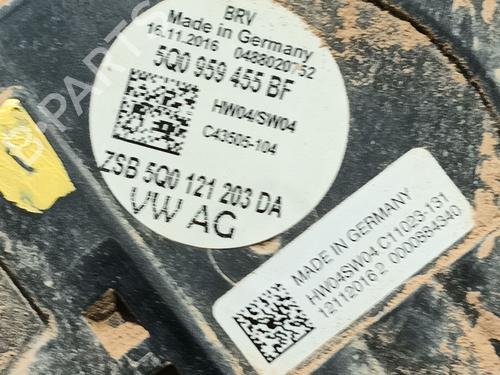 BRV
Made in Germany
16.11.2016 0488020752
5Q0 959 455 BF
HW04/SW04
C43505-104
ZSB 5Q0 121 203 DA
VW AG
MADE IN GERMANY
HW04SW04 C11023-131
121120162 0000884940
B-PARTS